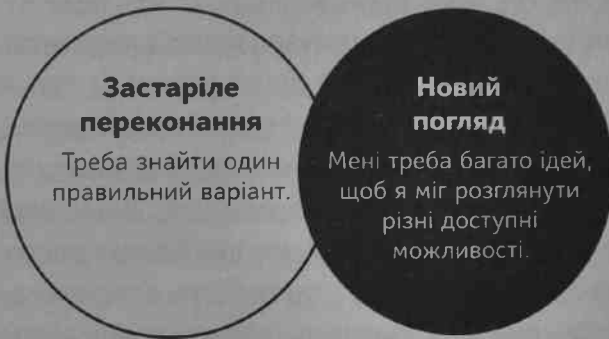 Застаріле
переконання
Треба знайти один
правильний варіант.
Новий
погляд
Мені треба багато ідей,
щоб я міг розглянути
різні доступні
можливості.